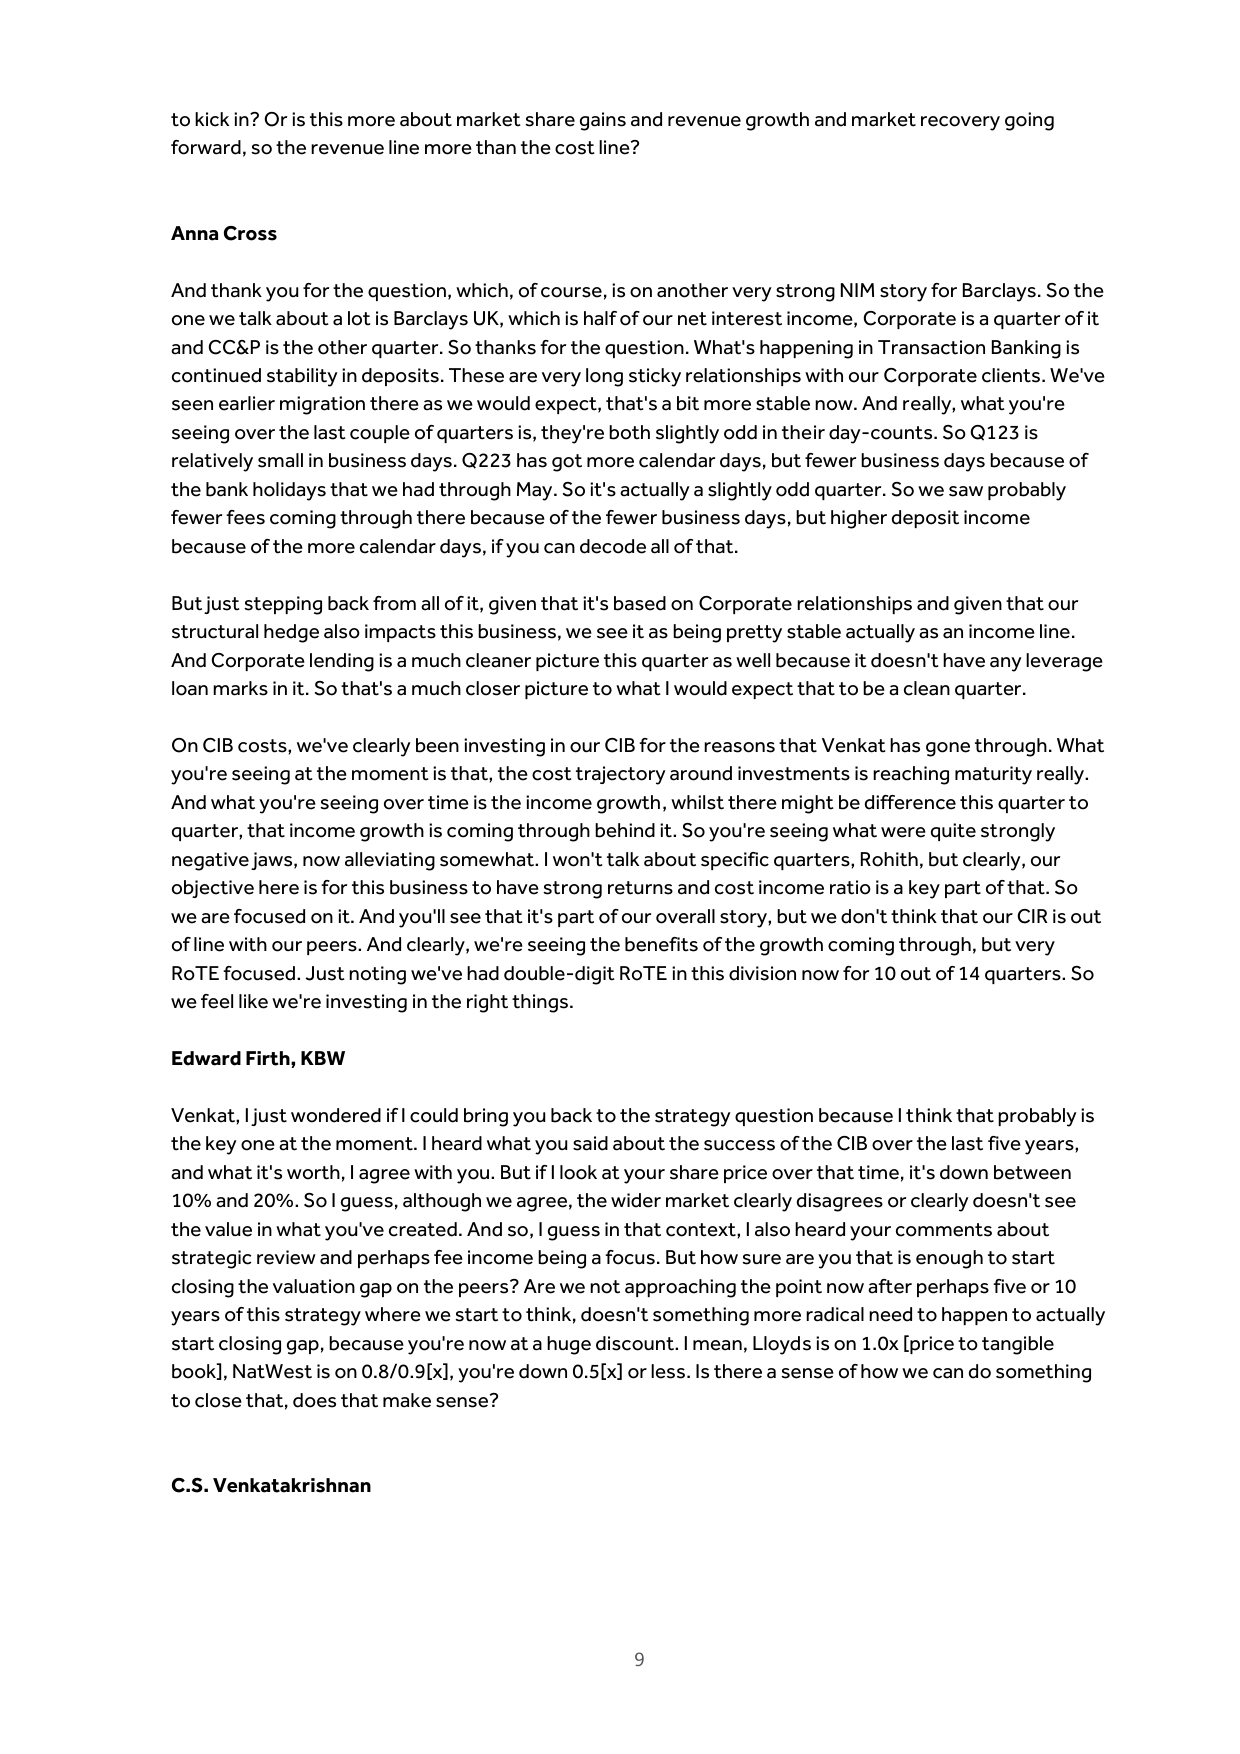 to kick in? Or is this more about market share gains and revenue growth and market recovery going
forward, so the revenue line more than the cost line?
Anna Cross
And thank you for the question, which, of course, is on another very strong NIM story for Barclays. So the
one we talk about a lot is Barclays UK, which is half of our net interest income, Corporate is a quarter of it
and CC&P is the other quarter. So thanks for the question. What's happening in Transaction Banking is
continued stability in deposits. These are very long sticky relationships with our Corporate clients. We've
seen earlier migration there as we would expect, that's a bit more stable now. And really, what you're
seeing over the last couple of quarters is, they're both slightly odd in their day-counts. So Q123 is
relatively small in business days. Q223 has got more calendar days, but fewer business days because of
the bank holidays that we had through May. So it's actually a slightly odd quarter. So we saw probably
fewer fees coming through there because of the fewer business days, but higher deposit income
because of the more calendar days, if you can decode all of that.
But just stepping back from all of it, given that it's based on Corporate relationships and given that our
structural hedge also impacts this business, we see it as being pretty stable actually as an income line.
And Corporate lending is a much cleaner picture this quarter as well because it doesn't have any leverage
loan marks in it. So that's a much closer picture to what I would expect that to be a clean quarter.
On CIB costs, we've clearly been investing in our CIB for the reasons that Venkat has gone through. What
you're seeing at the moment is that, the cost trajectory around investments is reaching maturity really.
And what you're seeing over time is the income growth, whilst there might be difference this quarter to
quarter, that income growth is coming through behind it. So you're seeing what were quite strongly
negative jaws, now alleviating somewhat. I won't talk about specific quarters, Rohith, but clearly, our
objective here is for this business to have strong returns and cost income ratio is a key part of that. So
we are focused on it. And you'll see that it's part of our overall story, but we don't think that our CIR is out
of line with our peers. And clearly, we're seeing the benefits of the growth coming through, but very
RoTE focused. Just noting we've had double-digit RoTE in this division now for 10 out of 14 quarters. So
we feel like we're investing in the right things.
Edward Firth, KBW
Venkat, I just wondered if I could bring you back to the strategy question because I think that probably is
the key one at the moment. I heard what you said about the success of the CIB over the last five years,
and what it's worth, I agree with you. But if I look at your share price over that time, it's down between
10% and 20%. So I guess, although we agree, the wider market clearly disagrees or clearly doesn't see
the value in what you've created. And so, I guess in that context, I also heard your comments about
strategic review and perhaps fee income being a focus. But how sure are you that is enough to start
closing the valuation gap on the peers? Are we not approaching the point now after perhaps five or 10
years of this strategy where we start to think, doesn't something more radical need to happen to actually
start closing gap, because you're now at a huge discount. I mean, Lloyds is on 1.0x [price to tangible
book], NatWest is on 0.8/0.9[x], you're down 0.5[x] or less. Is there a sense of how we can do something
to close that, does that make sense?
C.S. Venkatakrishnan
9